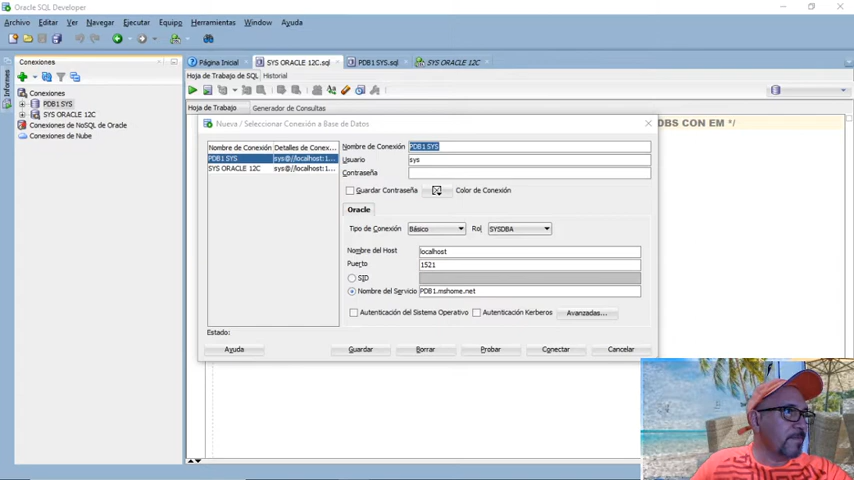 Oracle SQL Developer
Archivo Editar Ver Navegar Ejecutar Equipo Herramientas Window Ayuda
Informes
Conexiones
Conexiones
PDB1 SYS
SYS ORACLE 12C
Conexiones de NoSQL de Oracle
Conexiones de Nube
Página Inicial SYS ORACLE 12C.sql PDB1 SYS.sql SYS ORACLE 12C
Hoja de Trabajo de SQL Historial
Hoja de Trabajo Generador de Consultas
DBS CON EM */
Nueva / Seleccionar Conexión a Base de Datos
Nombre de Conexión Detalles de Conex...
PDB1 SYS sys@//localhost:1...
SYS ORACLE 12C sys@//localhost:1...
Nombre de Conexión PDB1 SYS
Usuario sys
Contraseña
Guardar Contraseña Color de Conexión
Oracle
Tipo de Conexión Básico Rol SYSDBA
Nombre del Host localhost
Puerto 1521
SID
Nombre del Servicio PDB1.mshome.net
Autenticación del Sistema Operativo Autenticación Kerberos Avanzadas...
Estado:
Ayuda Guardar Borrar Probar Conectar Cancelar